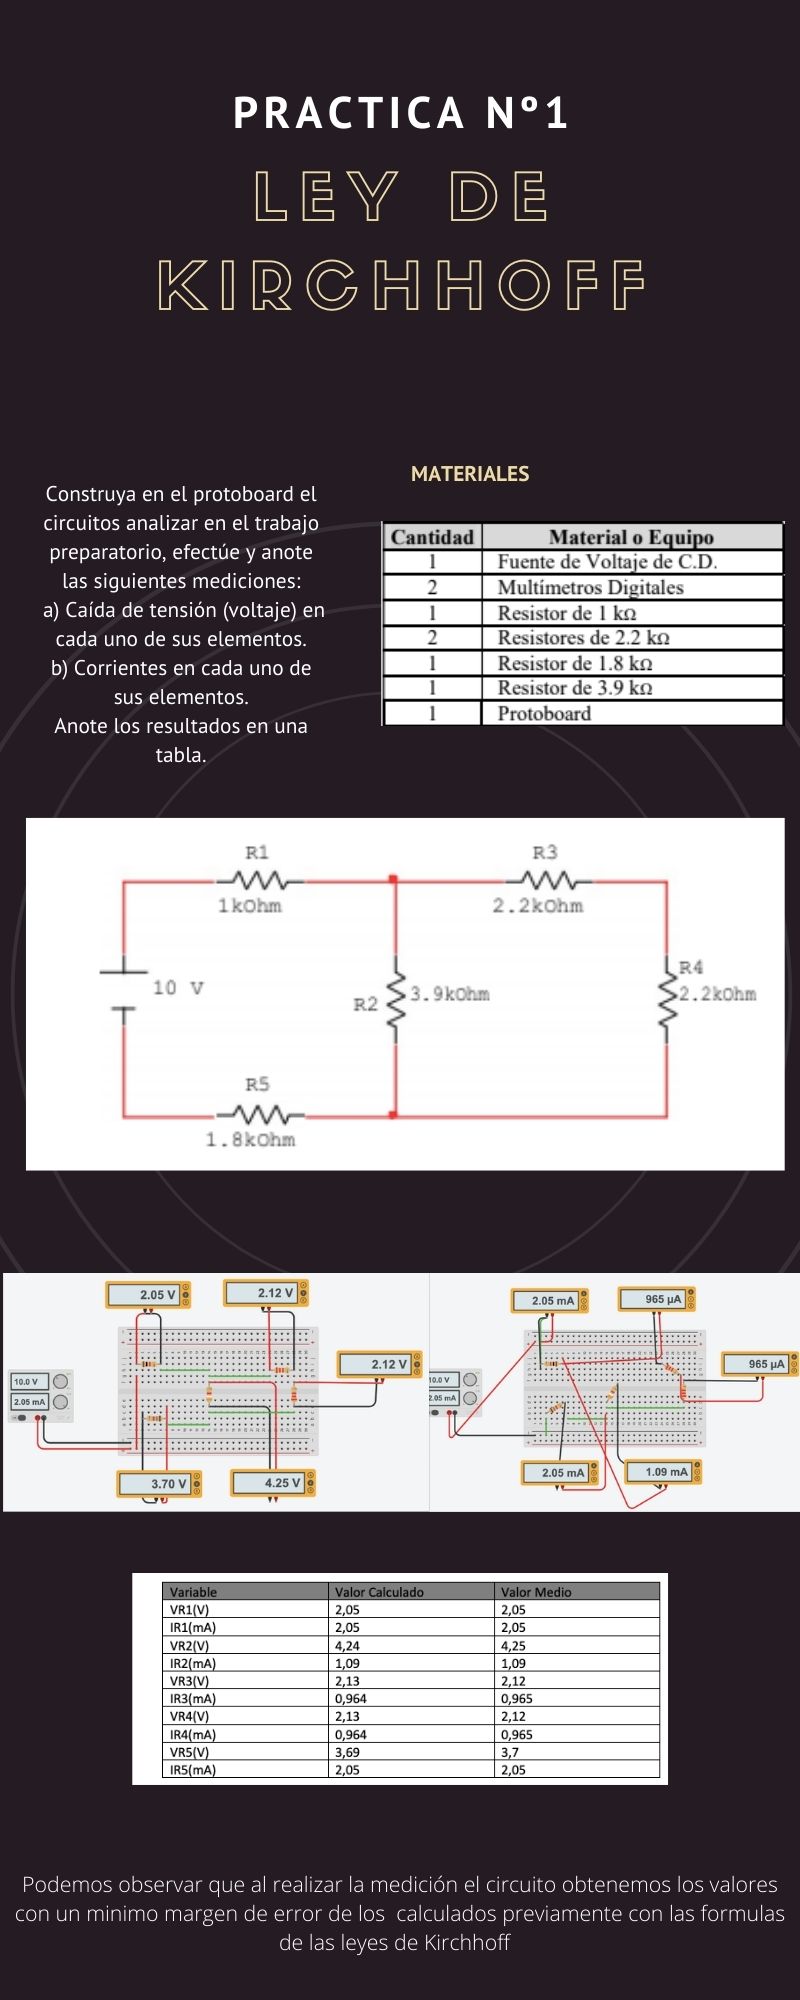 PRACTICA Nº1
LEY DE
KIRCHHOFF
Construya en el protoboard el
circuitos analizar en el trabajo
preparatorio, efectúe y anote
las siguientes mediciones:
a) Caída de tensión (voltaje) en
cada uno de sus elementos.
b) Corrientes en cada uno de
sus elementos.
Anote los resultados en una
tabla.
MATERIALES
Cantidad Material o Equipo
1 Fuente de Voltaje de C.D.
2 Multímetros Digitales
1 Resistor de 1 kΩ
2 Resistores de 2.2 kΩ
1 Resistor de 1.8 kΩ
1 Resistor de 3.9 kΩ
1 Protoboard
R1
1kOhm
R3
2.2kOhm
10 V
R2
3.9kOhm
R4
2.2kOhm
R5
1.8kOhm
2.05 V
2.12 V
2.12 V
10.0 V
2.05 mA
3.70 V
4.25 V
2.05 mA
965 µA
965 µA
10.0 V
2.05 mA
2.05 mA
1.09 mA
Variable Valor Calculado Valor Medio
VR1(V) 2,05 2,05
IR1(mA) 2,05 2,05
VR2(V) 4,24 4,25
IR2(mA) 1,09 1,09
VR3(V) 2,13 2,12
IR3(mA) 0,964 0,965
VR4(V) 2,13 2,12
IR4(mA) 0,964 0,965
VR5(V) 3,69 3,7
IR5(mA) 2,05 2,05
Podemos observar que al realizar la medición el circuito obtenemos los valores
con un minimo margen de error de los calculados previamente con las formulas
de las leyes de Kirchhoff